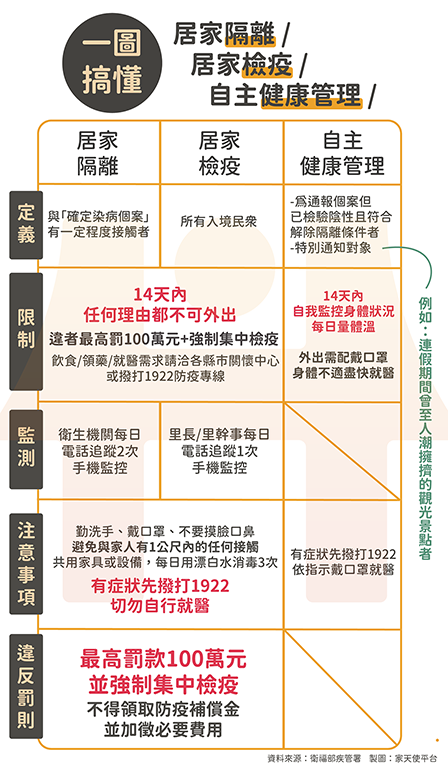 一圖
搞懂
居家隔離/
居家檢疫/
自主健康管理/
居家
隔離
居家
檢疫
自主
健康管理
定義
與「確定染病個案」
有一定程度接觸者
所有入境民眾
-為通報個案但
已檢驗陰性且符合
解除隔離條件者
-特別通知對象
例如：連假期間曾至人潮擁擠的觀光景點者
限制
14天內
任何理由都不可外出
違者最高罰100萬元+強制集中檢疫
飲食/領藥/就醫需求請洽各縣市關懷中心
或撥打1922防疫專線
14天內
自我監控身體狀況
每日量體溫
外出需配戴口罩
身體不適盡快就醫
監測
衛生機關每日
電話追蹤2次
手機監控
里長/里幹事每日
電話追蹤1次
手機監控
注意事項
勤洗手、戴口罩、不要摸臉口鼻
避免與家人有1公尺內的任何接觸
共用家具或設備，每日用漂白水消毒3次
有症狀先撥打1922
切勿自行就醫
有症狀先撥打1922
依指示戴口罩就醫
違反罰則
最高罰款100萬元
並強制集中檢疫
不得領取防疫補償金
並加徵必要費用
資料來源：衛福部疾管署 製圖：家天使平台